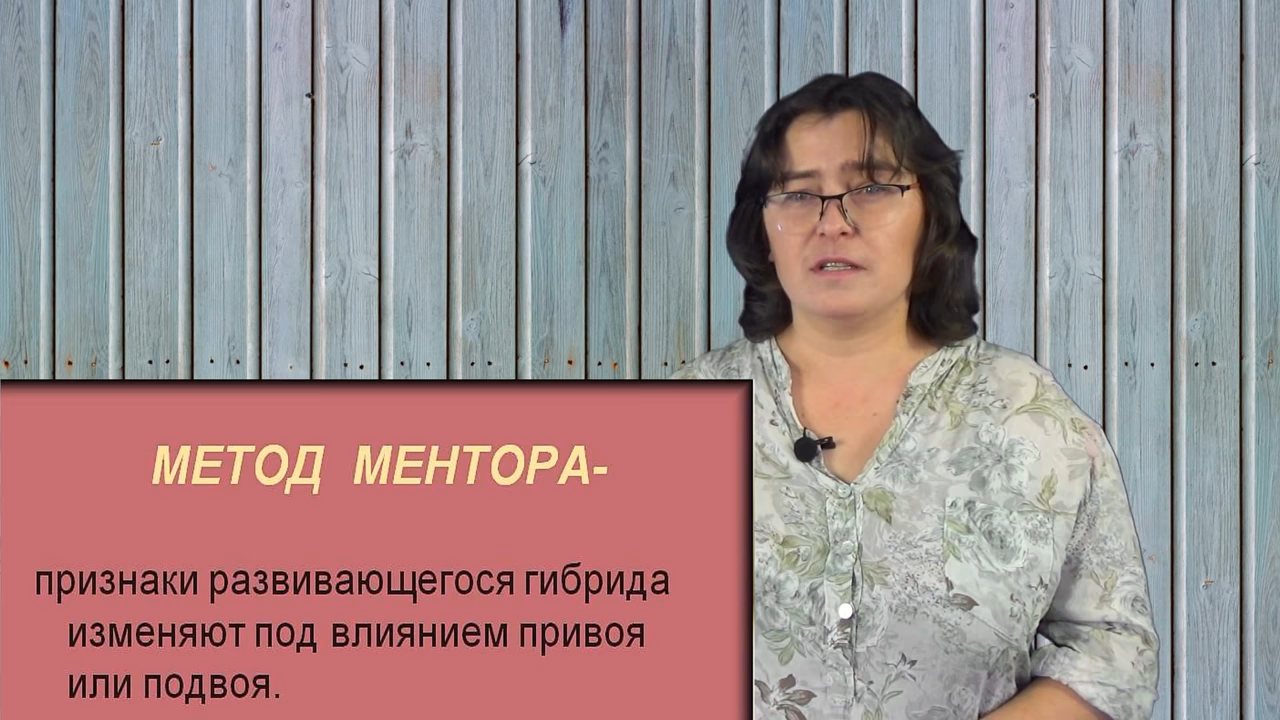 МЕТОД МЕНТОРА-
признаки развивающегося гибрида
изменяют под влиянием привоя
или подвоя.